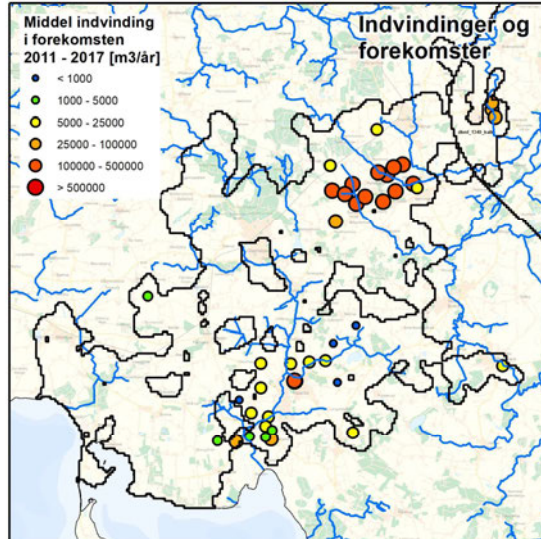 Middel indvinding
i forekomsten
2011 - 2017 [m3/år]
< 1000
1000 - 5000
5000 - 25000
25000 - 100000
100000 - 500000
> 500000
Indvindinger og
forekomster